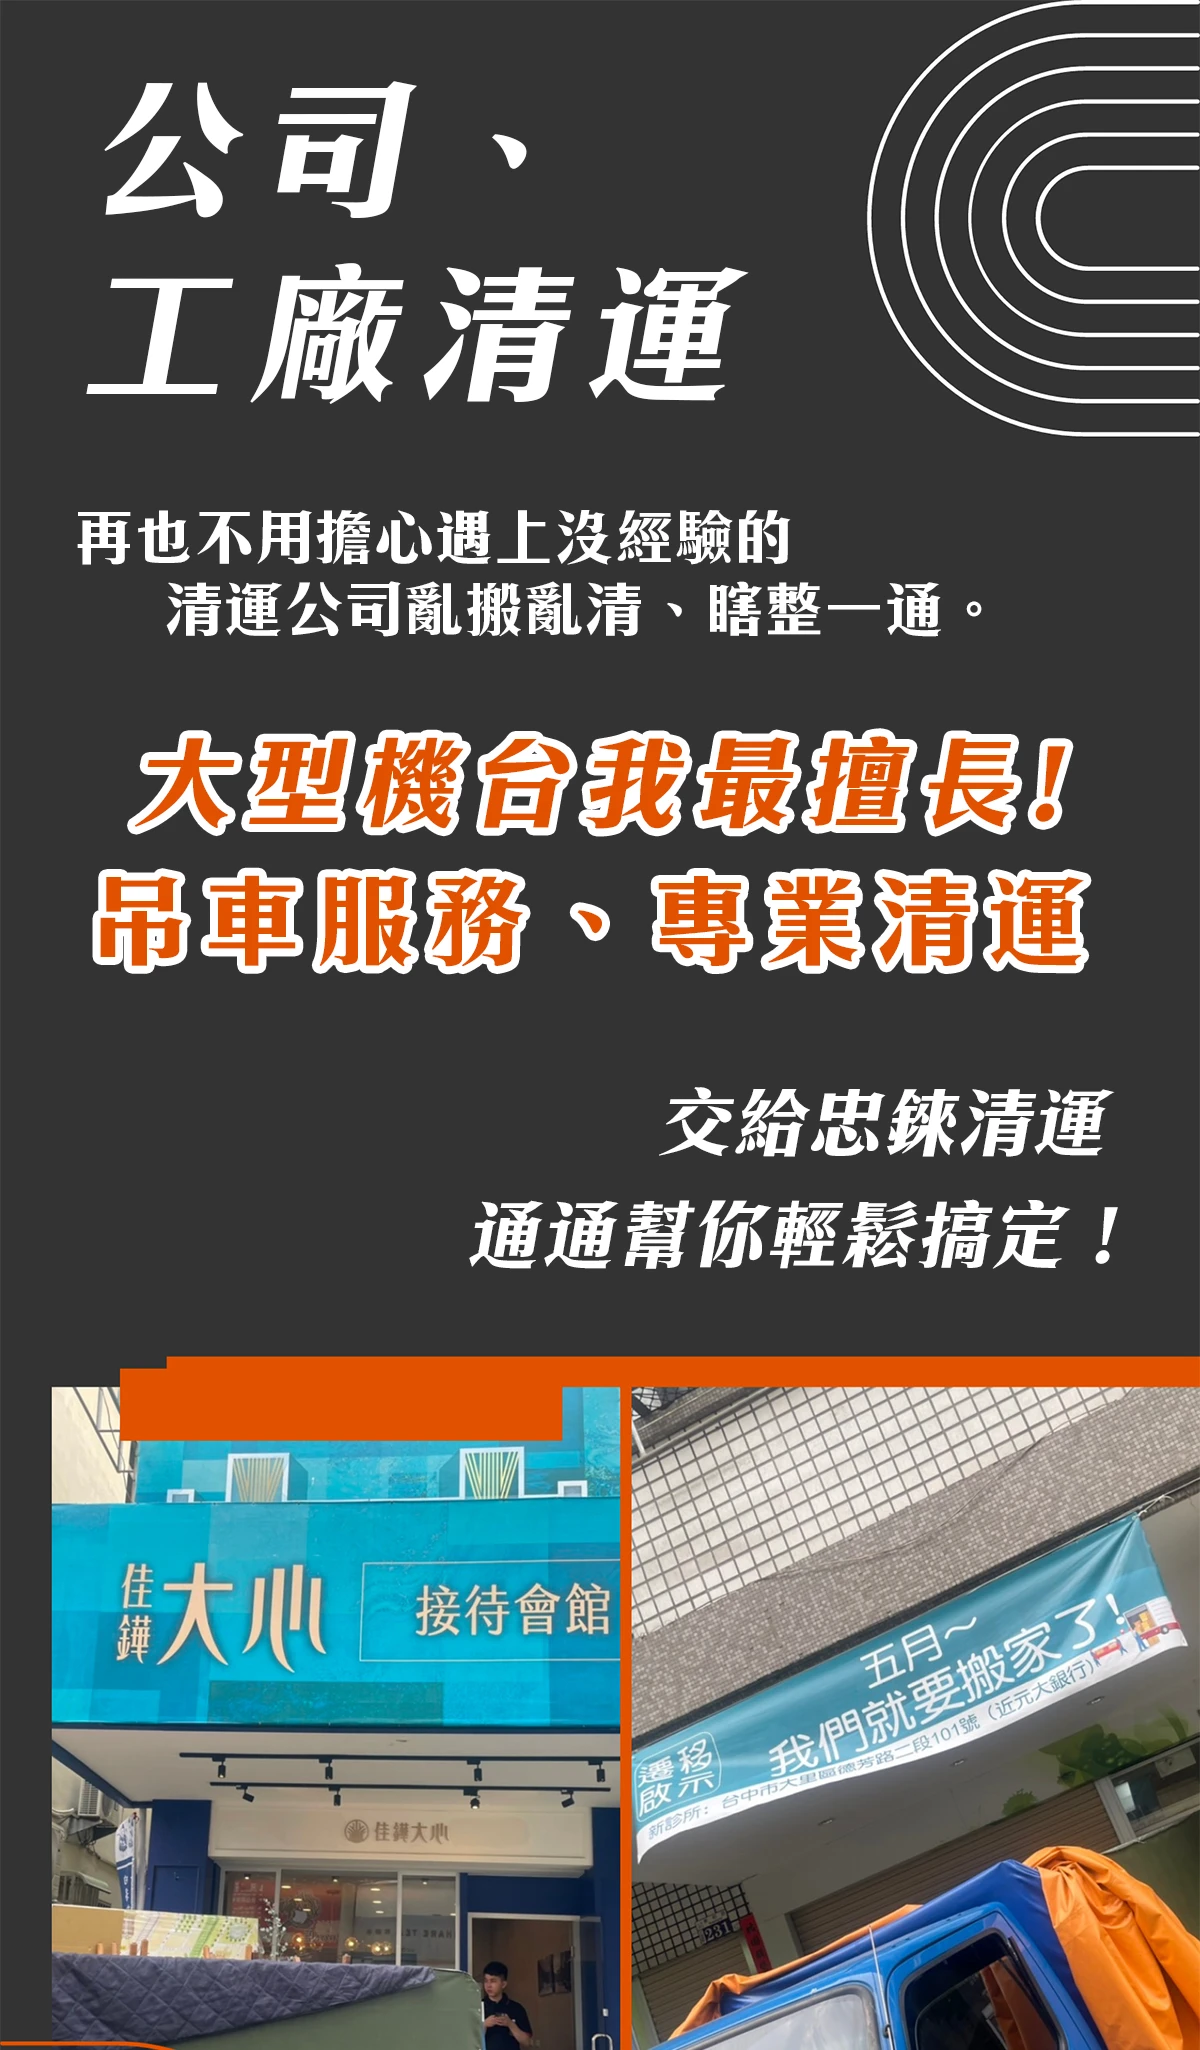 公司、
工廠清運
再也不用擔心遇上沒經驗的
清運公司亂搬亂清、瞎整一通。
大型機台我最擅長!
吊車服務、專業清運
交給忠錸清運
通通幫你輕鬆搞定!
佳鏵大心 接待會館
佳鏵大心
五月～
我們就要搬家了!
遷移啟示
新診所：台中市大里區德芳路二段101號（近元大銀行）
231